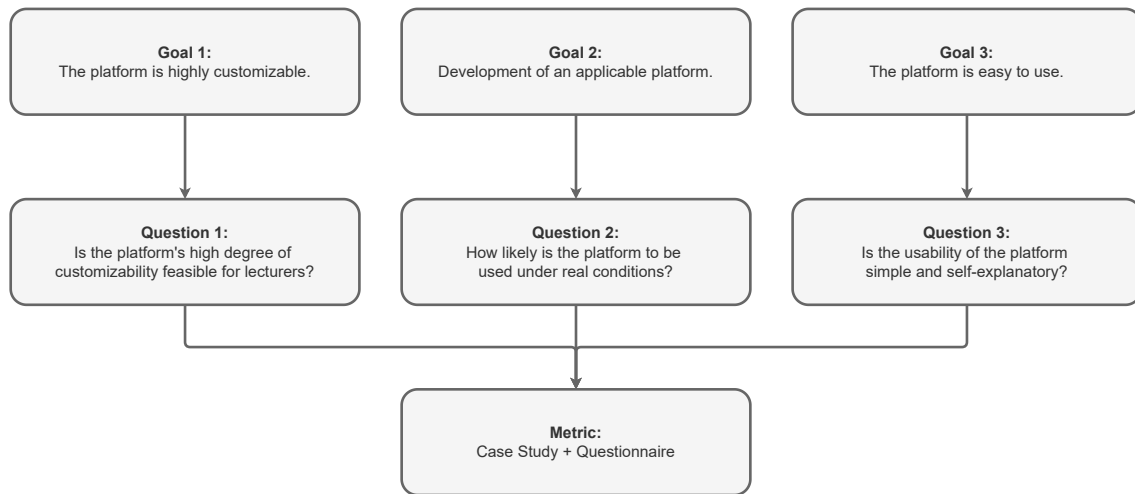 Goal 1:
The platform is highly customizable.
Goal 2:
Development of an applicable platform.
Goal 3:
The platform is easy to use.
Question 1:
Is the platform's high degree of
customizability feasible for lecturers?
Question 2:
How likely is the platform to be
used under real conditions?
Question 3:
Is the usability of the platform
simple and self-explanatory?
Metric:
Case Study + Questionnaire